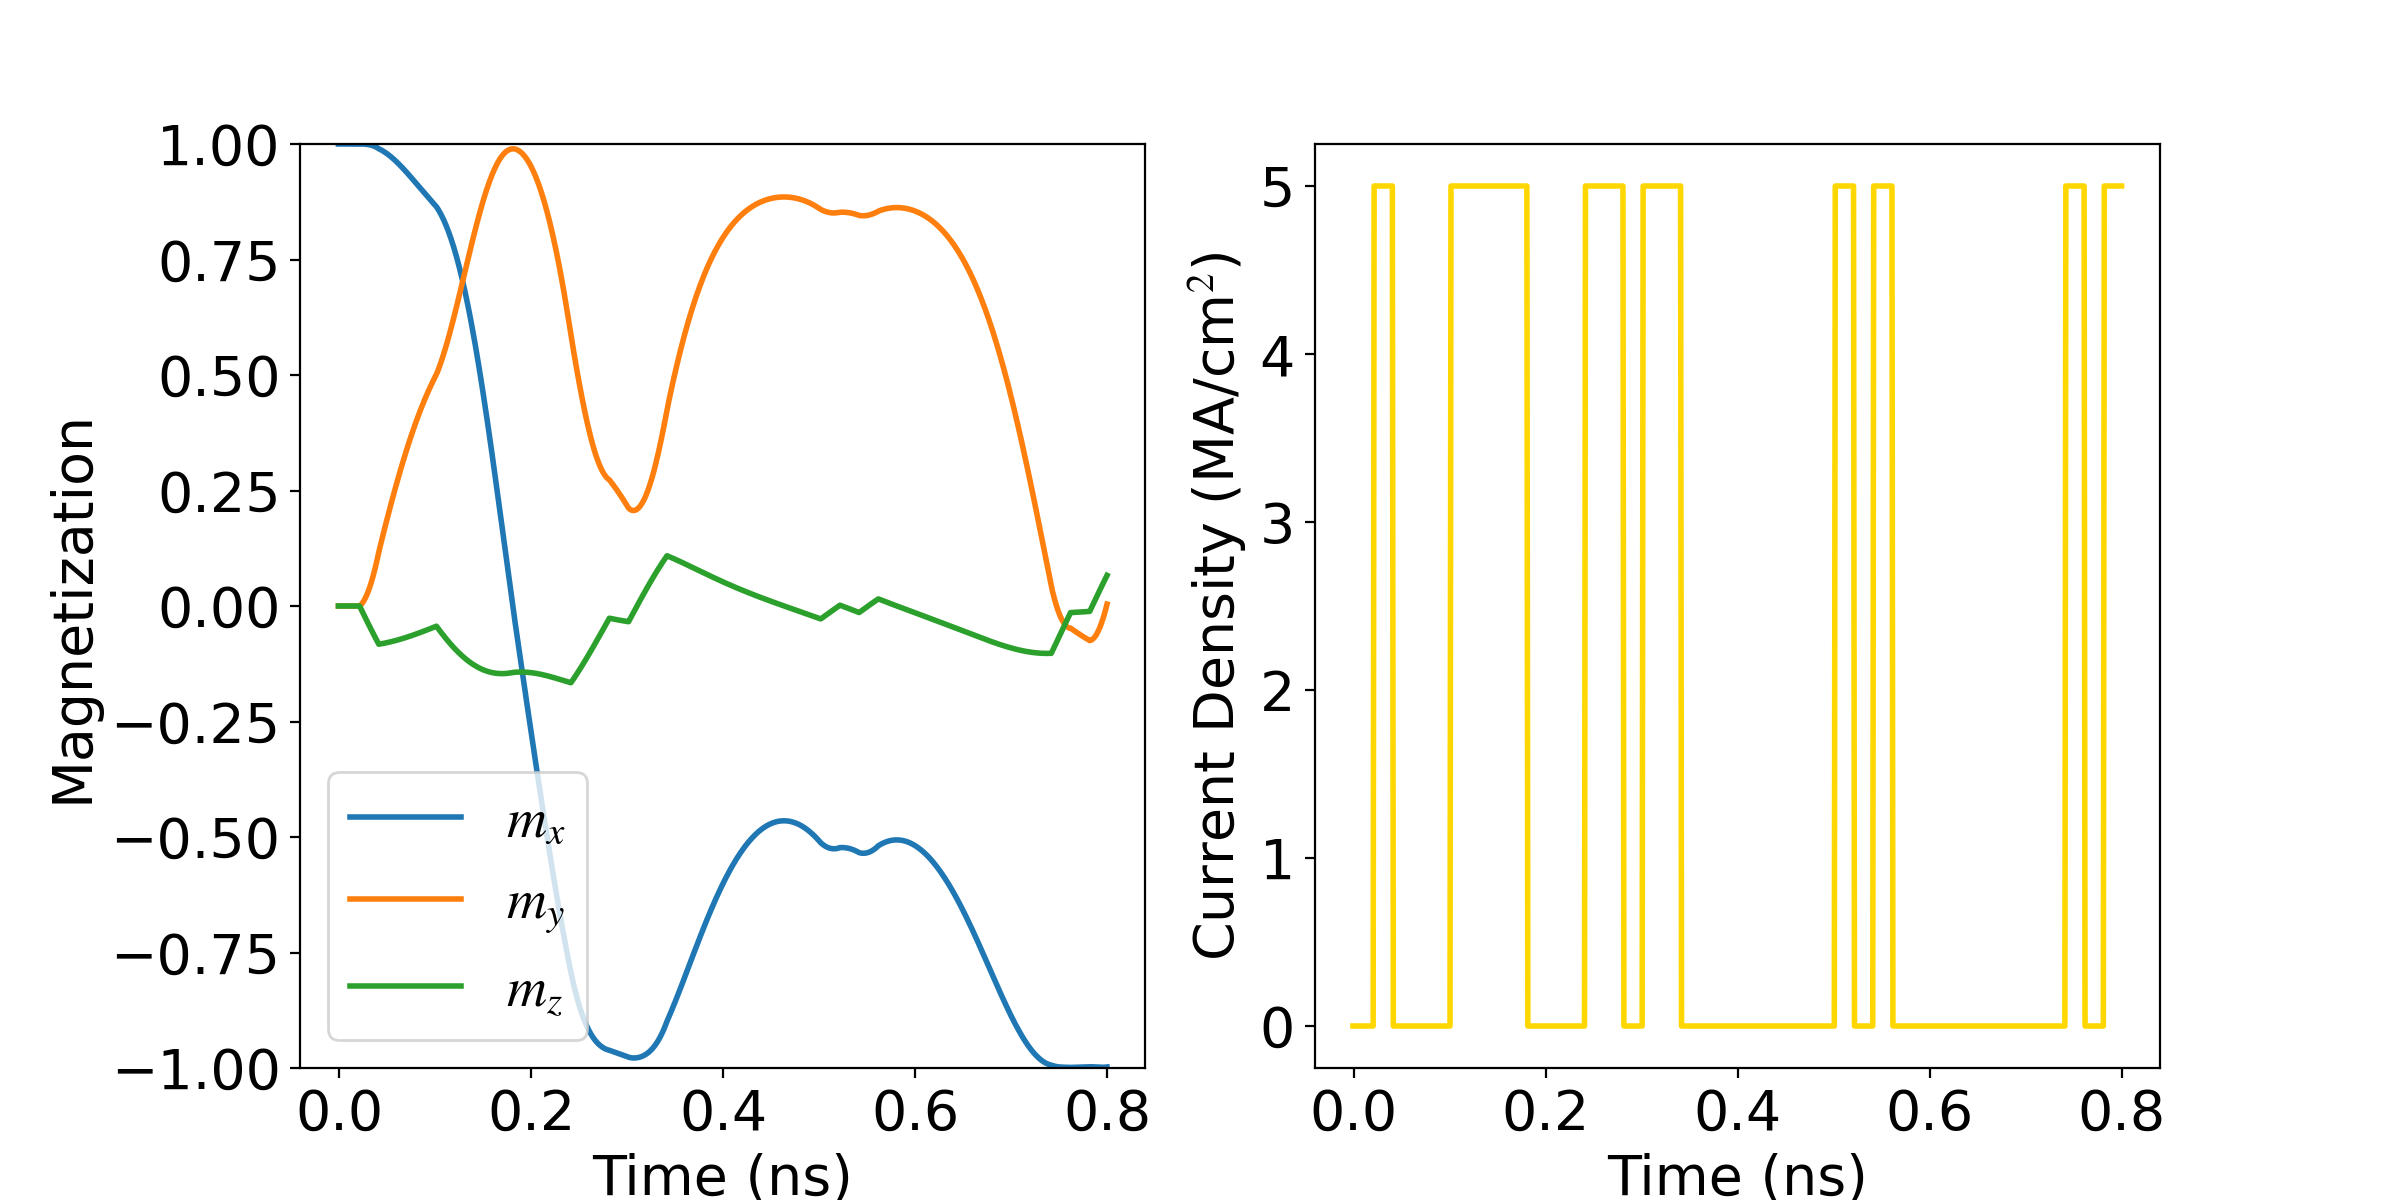 1.00
0.75
0.50
0.25
0.00
−0.25
−0.50
−0.75
−1.00
Magnetization
0.0 0.2 0.4 0.6 0.8
Time (ns)
m_x
m_y
m_z
5
4
3
2
1
0
Current Density (MA/cm²)
0.0 0.2 0.4 0.6 0.8
Time (ns)